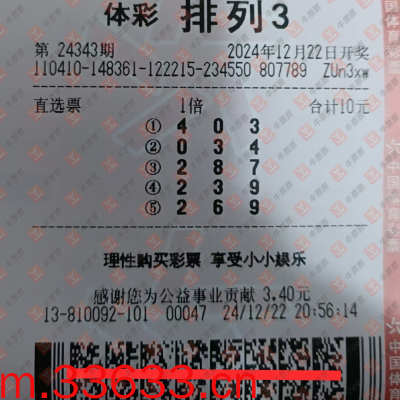 体彩 排列3
第 24343期 2024年12月22日开奖
110410-148361-122215-234550 807789 ZUn3xw
直选票 1倍 合计10元
① 4 0 3
② 0 3 4
③ 2 8 7
④ 2 3 9
⑤ 2 6 9
理性购买彩票 享受小小娱乐
感谢您为公益事业贡献 3.40元
13-810092-101 00047 24/12/22 20:56:14
m.33633.cn
中国体育